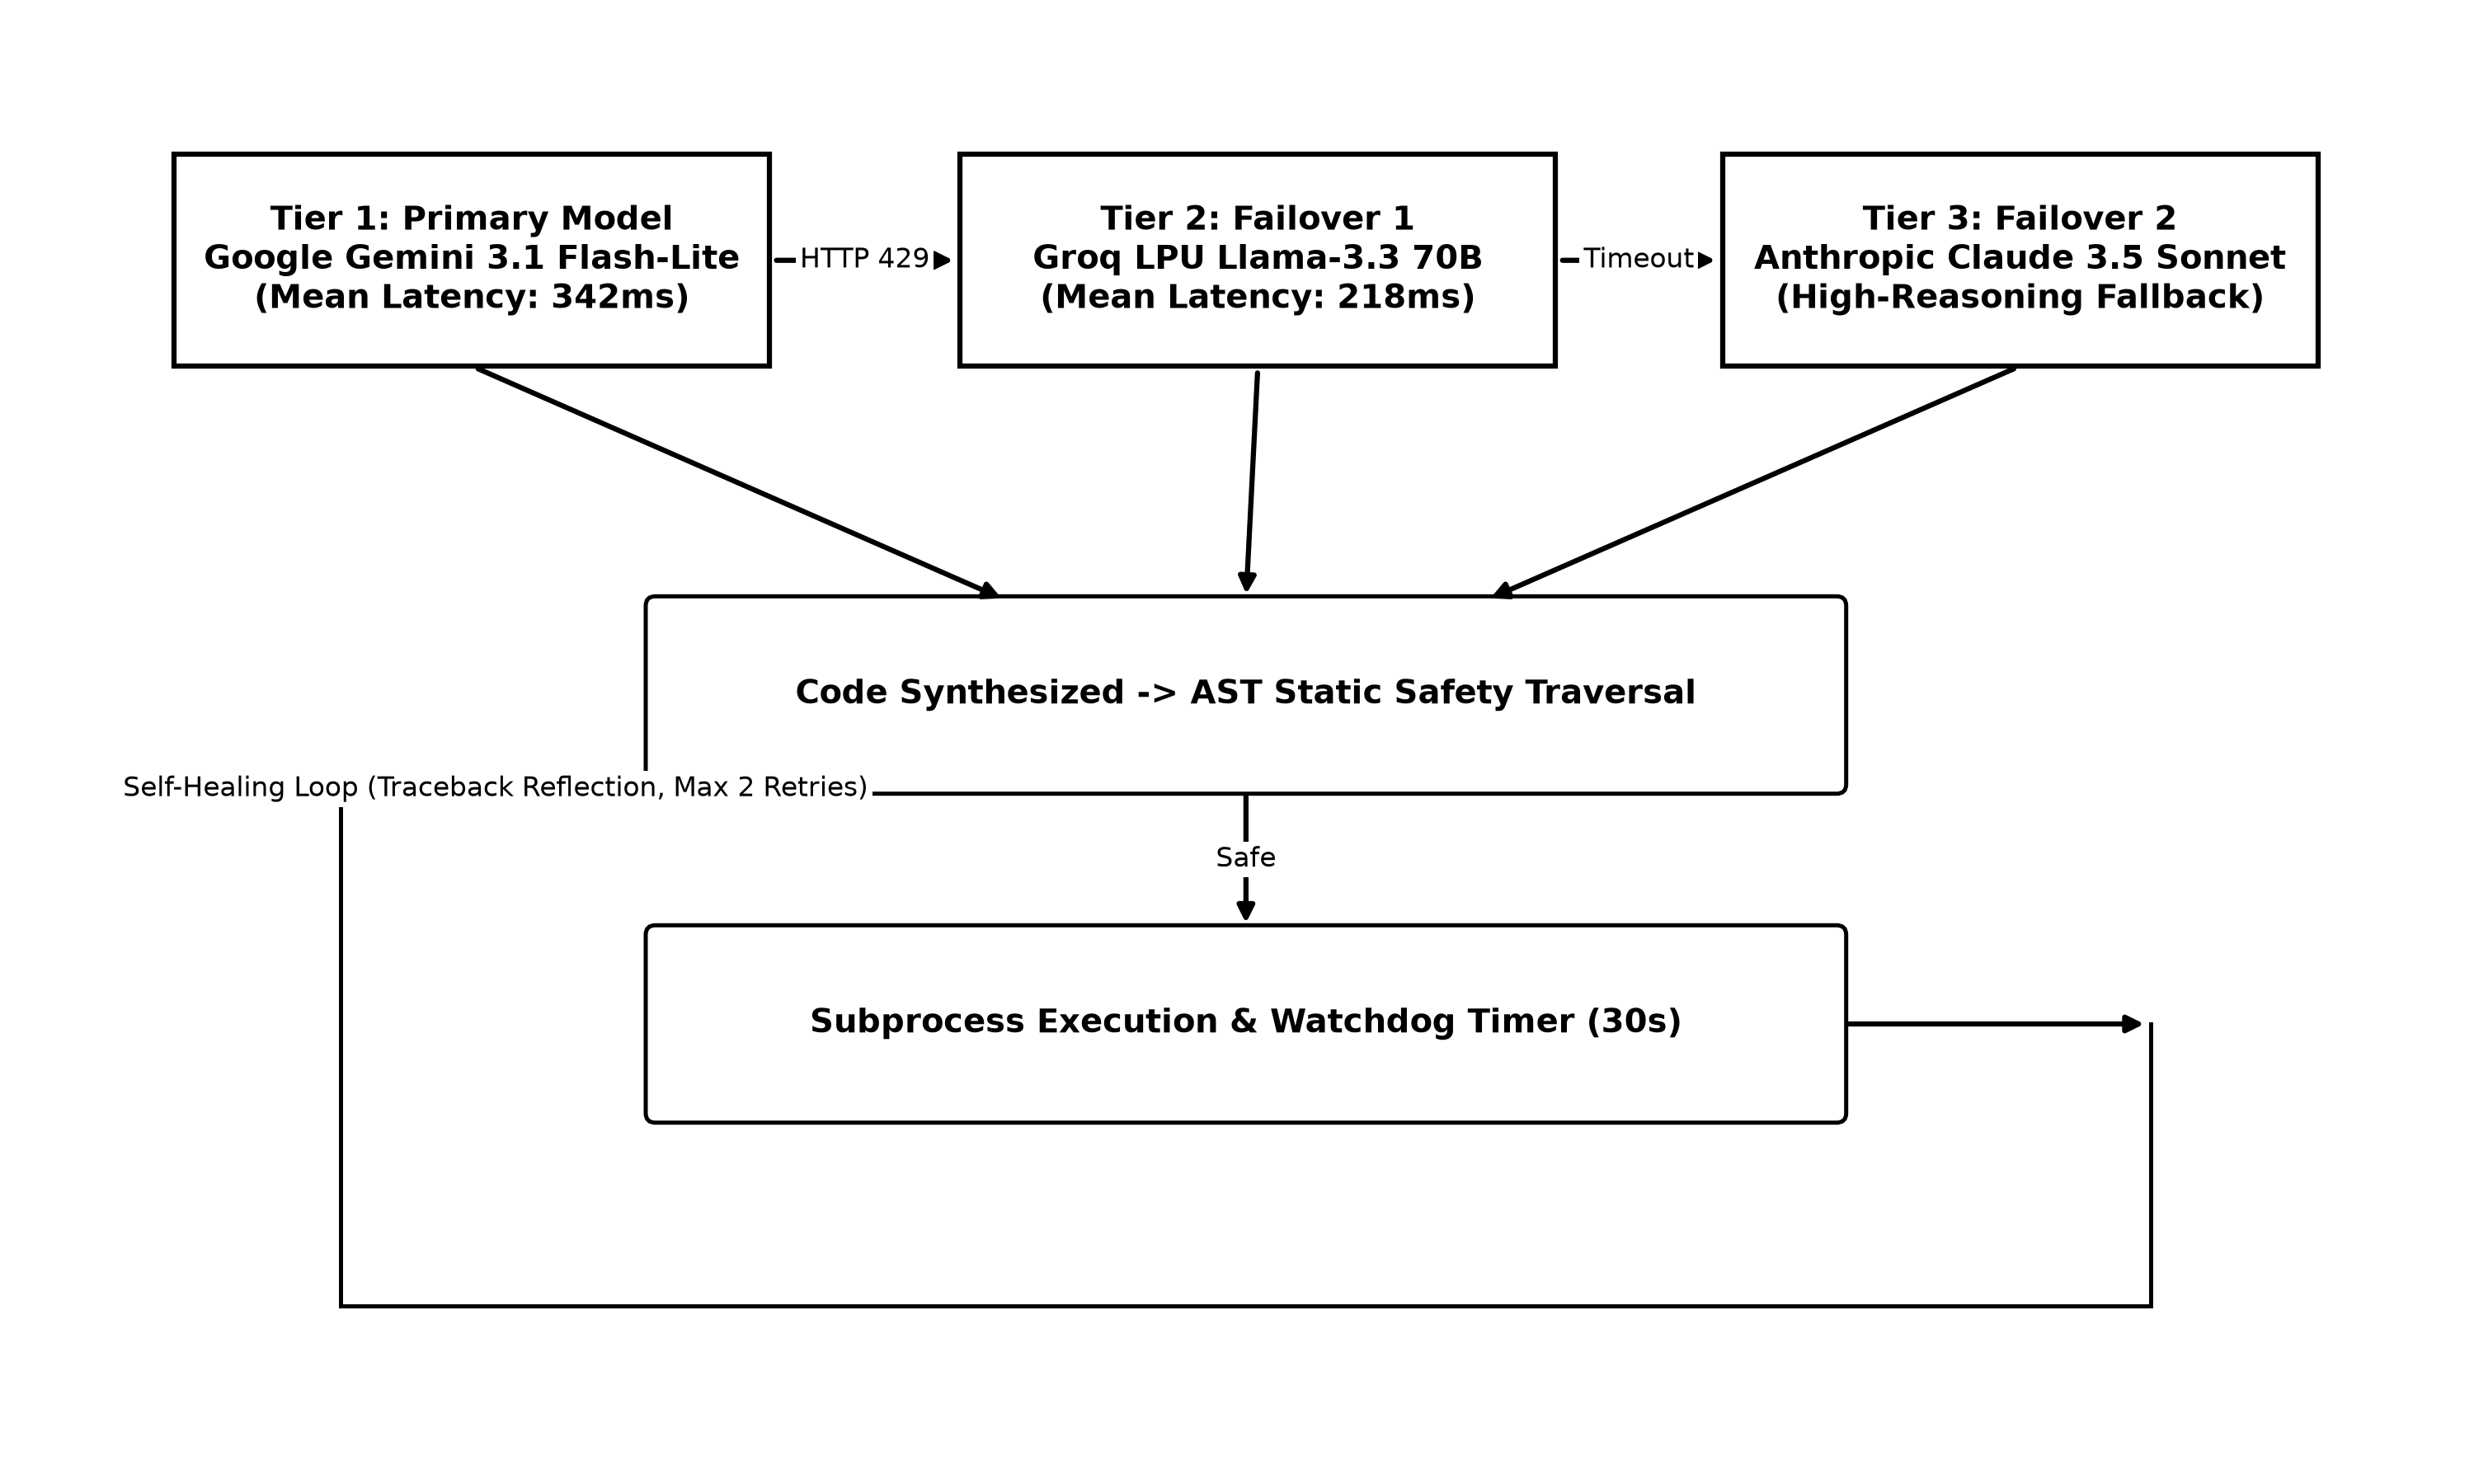 Tier 1: Primary Model
Google Gemini 3.1 Flash-Lite
(Mean Latency: 342ms)
HTTP 429
Tier 2: Failover 1
Groq LPU Llama-3.3 70B
(Mean Latency: 218ms)
Timeout
Tier 3: Failover 2
Anthropic Claude 3.5 Sonnet
(High-Reasoning Fallback)
Code Synthesized -> AST Static Safety Traversal
Self-Healing Loop (Traceback Reflection, Max 2 Retries)
Safe
Subprocess Execution & Watchdog Timer (30s)